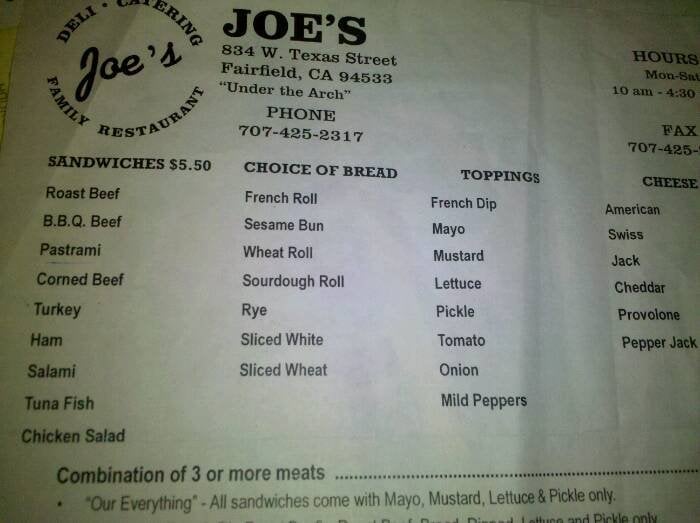 DELI • CATERING
Joe's
FAMILY RESTAURANT
JOE'S
834 W. Texas Street
Fairfield, CA 94533
"Under the Arch"
PHONE
707-425-2317
HOURS
Mon-Sat
10 am - 4:30
FAX
707-425-
SANDWICHES $5.50
Roast Beef
B.B.Q. Beef
Pastrami
Corned Beef
Turkey
Ham
Salami
Tuna Fish
Chicken Salad
CHOICE OF BREAD
French Roll
Sesame Bun
Wheat Roll
Sourdough Roll
Rye
Sliced White
Sliced Wheat
TOPPINGS
French Dip
Mayo
Mustard
Lettuce
Pickle
Tomato
Onion
Mild Peppers
CHEESE
American
Swiss
Jack
Cheddar
Provolone
Pepper Jack
Combination of 3 or more meats
• "Our Everything" - All sandwiches come with Mayo, Mustard, Lettuce & Pickle only.
Lettuce and Pickle only